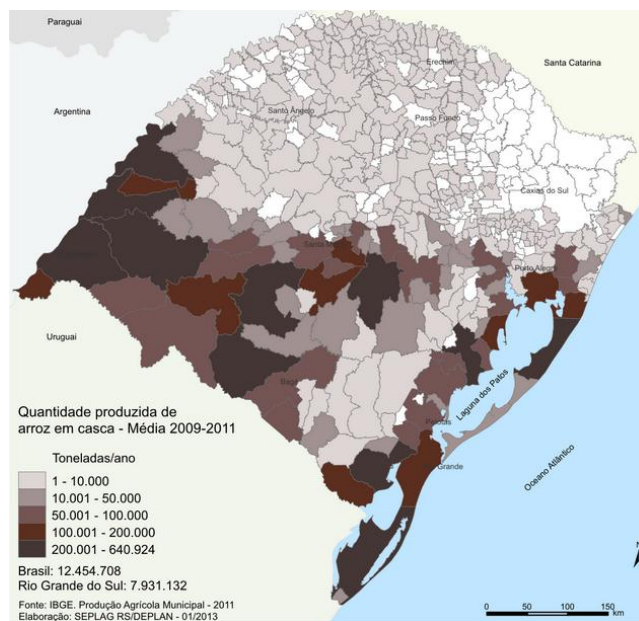 Paraguai
Santa Catarina
Erechim
Argentina
Santo Ângelo
Passo Fundo
Caxias do Sul
Santa Maria
Porto Alegre
Uruguai
Bagé
Laguna dos Patos
Pelotas
Grande
Oceano Atlântico
Quantidade produzida de
arroz em casca - Média 2009-2011
Toneladas/ano
1 - 10.000
10.001 - 50.000
50.001 - 100.000
100.001 - 200.000
200.001 - 640.924
Brasil: 12.454.708
Rio Grande do Sul: 7.931.132
Fonte: IBGE. Produção Agrícola Municipal - 2011
Elaboração: SEPLAG RS/DEPLAN - 01/2013
N
0 50 100 150
km